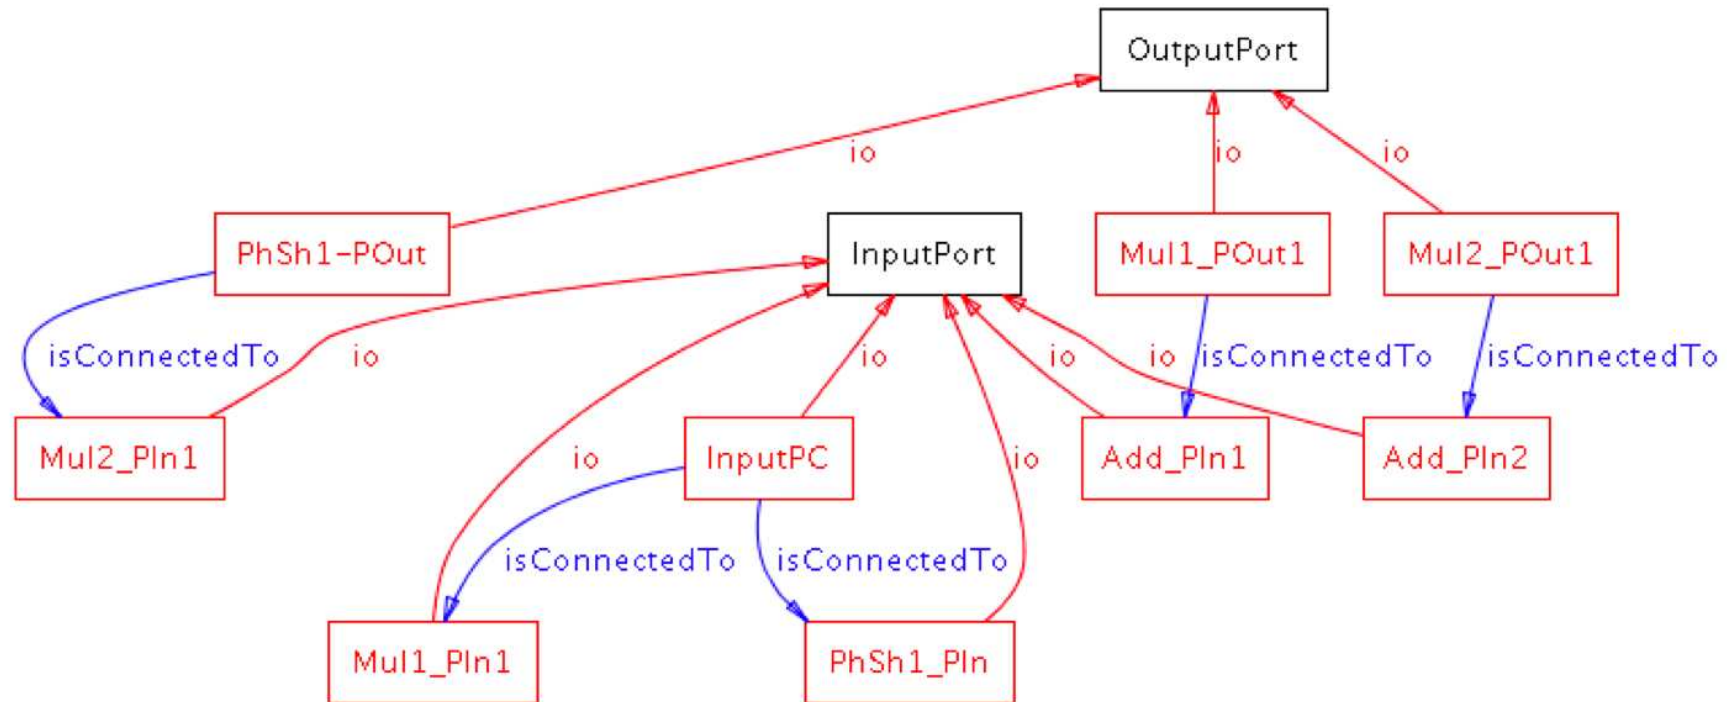 OutputPort
io
io
io
PhSh1-POut
InputPort
Mul1_POut1
Mul2_POut1
isConnectedTo
io
io
io
io
isConnectedTo
isConnectedTo
Mul2_PIn1
io
InputPC
io
Add_PIn1
Add_PIn2
isConnectedTo
isConnectedTo
Mul1_PIn1
PhSh1_PIn